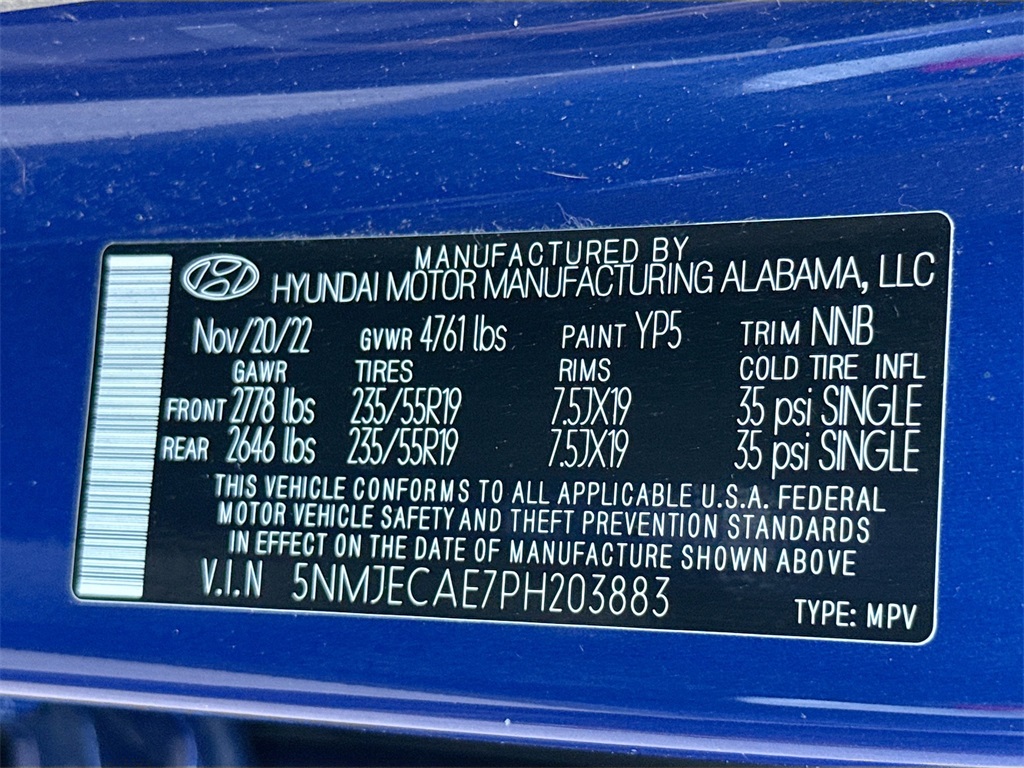 MANUFACTURED BY
HYUNDAI MOTOR MANUFACTURING ALABAMA, LLC
Nov/20/22 GVWR 4761 lbs PAINT YP5 TRIM NNB
GAWR TIRES RIMS COLD TIRE INFL
FRONT 2778 lbs 235/55R19 7.5JX19 35 psi SINGLE
REAR 2646 lbs 235/55R19 7.5JX19 35 psi SINGLE
THIS VEHICLE CONFORMS TO ALL APPLICABLE U.S.A. FEDERAL
MOTOR VEHICLE SAFETY AND THEFT PREVENTION STANDARDS
IN EFFECT ON THE DATE OF MANUFACTURE SHOWN ABOVE
V.I.N 5NMJECAE7PH203883
TYPE: MPV